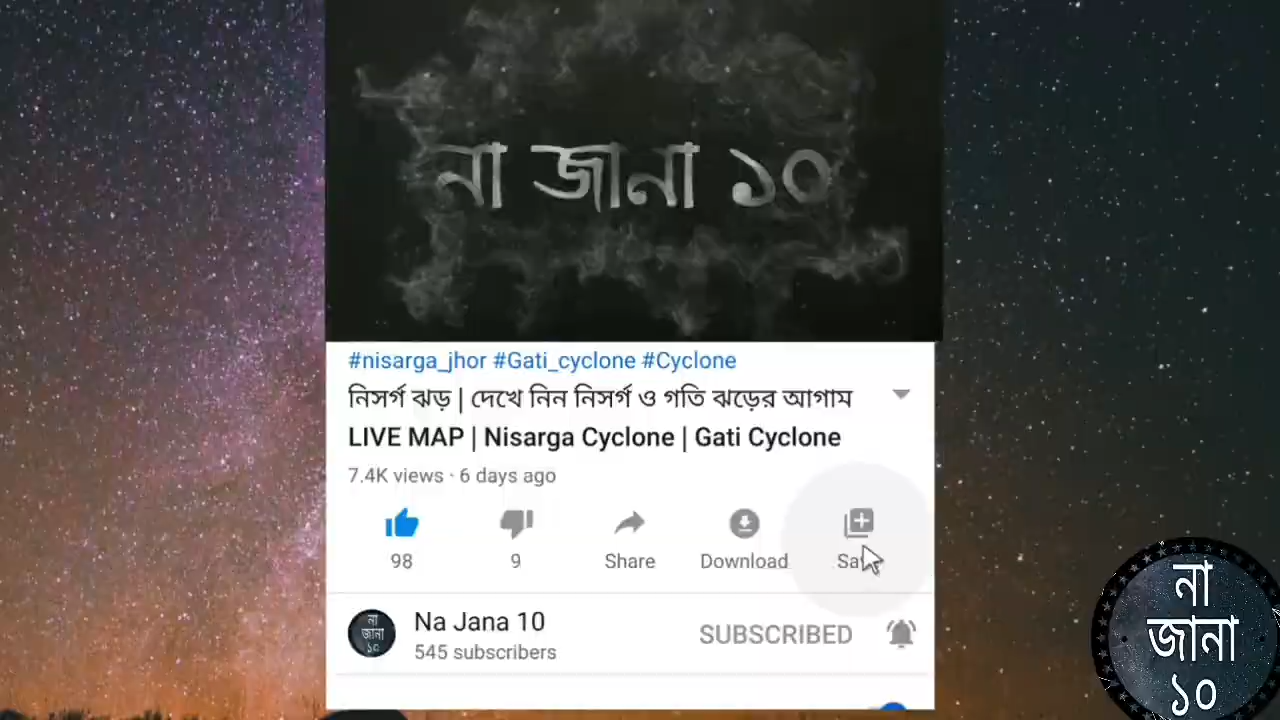 না জানা ১০
#nisarga_jhor #Gati_cyclone #Cyclone
নিসর্গ ঝড় | দেখে নিন নিসর্গ ও গতি ঝড়ের আগাম
LIVE MAP | Nisarga Cyclone | Gati Cyclone
7.4K views · 6 days ago
98 9 Share Download
Na Jana 10
SUBSCRIBED
545 subscribers
না
জানা
১০
না
জানা
১০